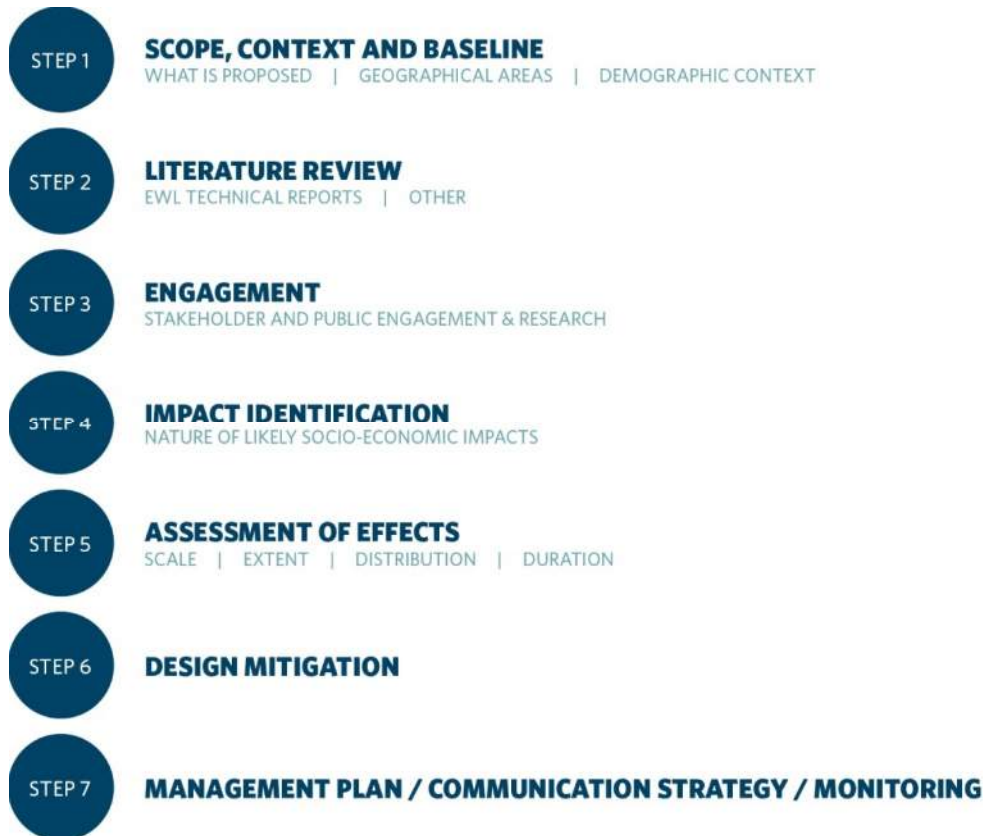 STEP 1
SCOPE, CONTEXT AND BASELINE
WHAT IS PROPOSED | GEOGRAPHICAL AREAS | DEMOGRAPHIC CONTEXT
STEP 2
LITERATURE REVIEW
EWL TECHNICAL REPORTS | OTHER
STEP 3
ENGAGEMENT
STAKEHOLDER AND PUBLIC ENGAGEMENT & RESEARCH
STEP 4
IMPACT IDENTIFICATION
NATURE OF LIKELY SOCIO-ECONOMIC IMPACTS
STEP 5
ASSESSMENT OF EFFECTS
SCALE | EXTENT | DISTRIBUTION | DURATION
STEP 6
DESIGN MITIGATION
STEP 7
MANAGEMENT PLAN / COMMUNICATION STRATEGY / MONITORING